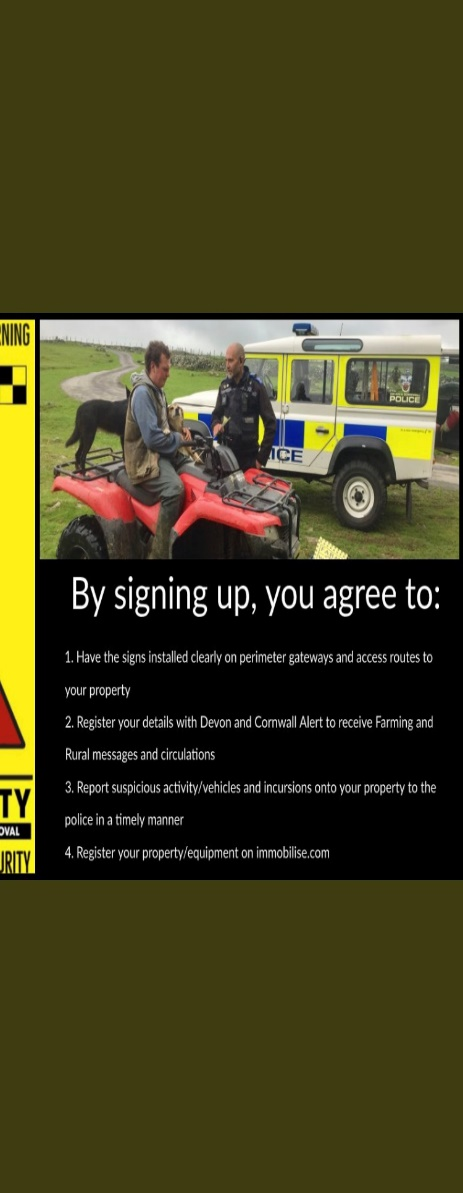 RNING
POLICE
ICE
By signing up, you agree to:
1. Have the signs installed clearly on perimeter gateways and access routes to
your property
2. Register your details with Devon and Cornwall Alert to receive Farming and
Rural messages and circulations
3. Report suspicious activity/vehicles and incursions onto your property to the
police in a timely manner
4. Register your property/equipment on immobilise.com
TY
OVAL
URITY